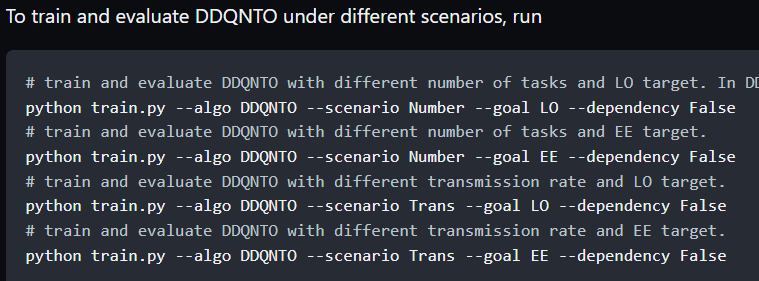 To train and evaluate DDQNTO under different scenarios, run
# train and evaluate DDQNTO with different number of tasks and LO target. In
python train.py --algo DDQNTO --scenario Number --goal LO --dependency False
# train and evaluate DDQNTO with different number of tasks and EE target.
python train.py --algo DDQNTO --scenario Number --goal EE --dependency False
# train and evaluate DDQNTO with different transmission rate and LO target.
python train.py --algo DDQNTO --scenario Trans --goal LO --dependency False
# train and evaluate DDQNTO with different transmission rate and EE target.
python train.py --algo DDQNTO --scenario Trans --goal EE --dependency False